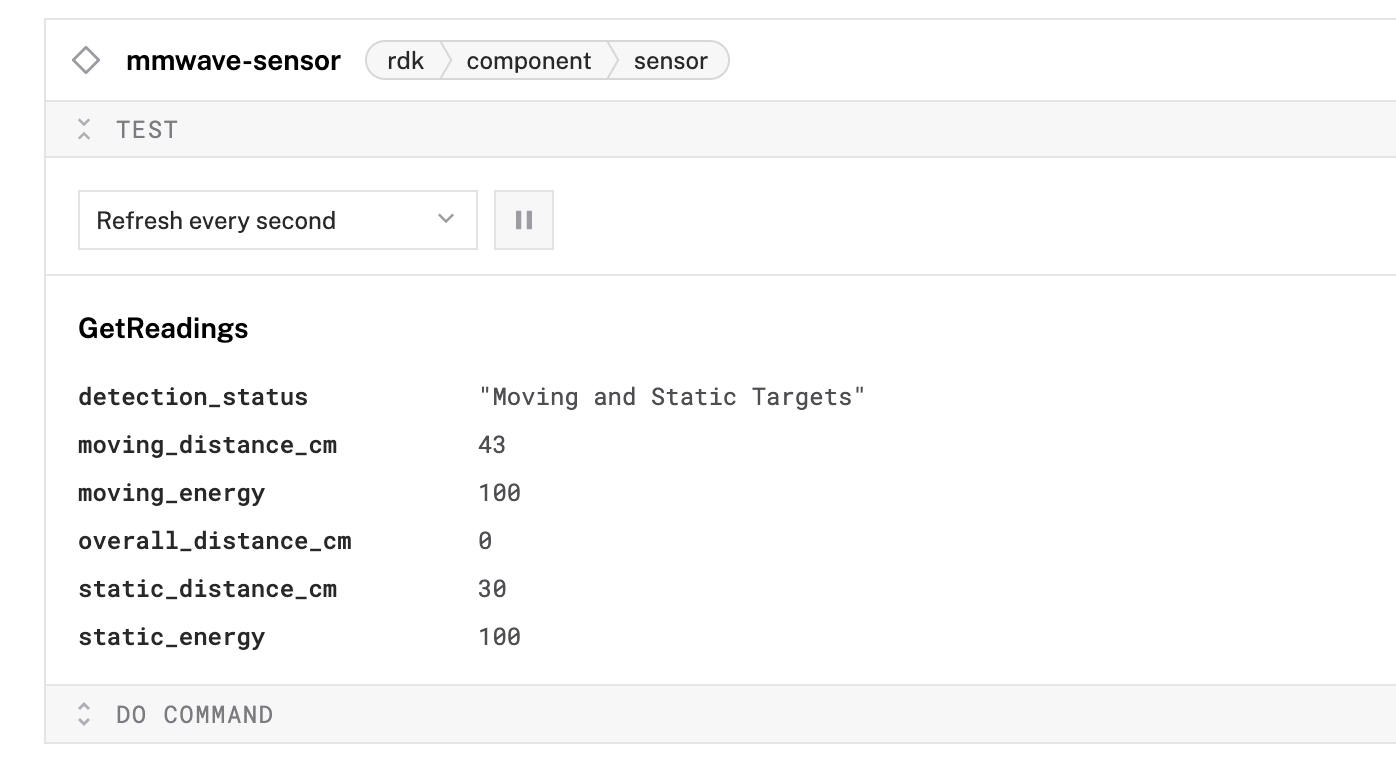 mmwave-sensor rdk component sensor
TEST
Refresh every second
GetReadings
detection_status "Moving and Static Targets"
moving_distance_cm 43
moving_energy 100
overall_distance_cm 0
static_distance_cm 30
static_energy 100
DO COMMAND